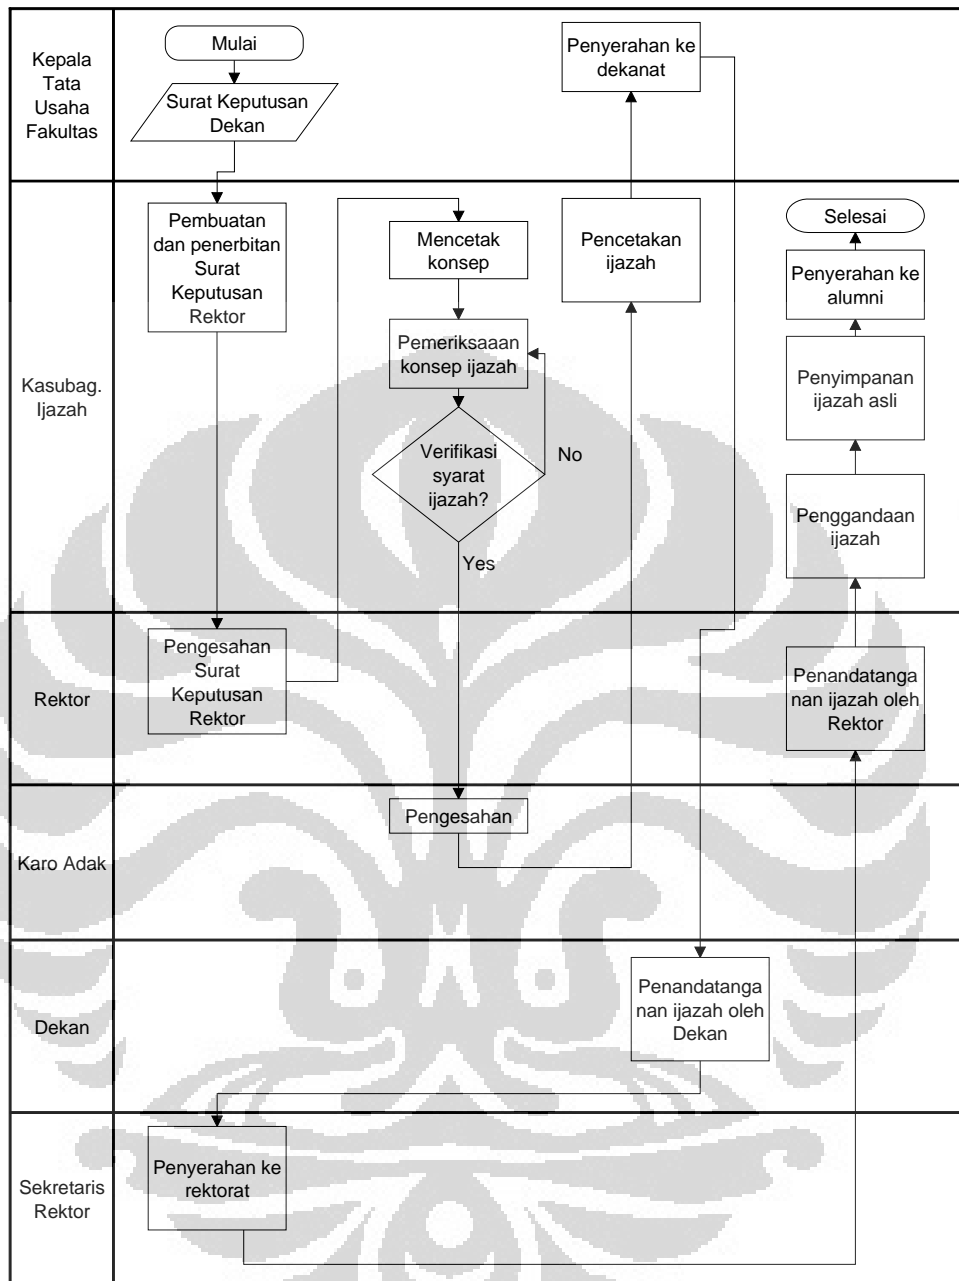 Kepala
Tata
Usaha
Fakultas
Mulai
Surat Keputusan
Dekan
Penyerahan ke
dekanat
Kasubag.
Ijazah
Pembuatan
dan penerbitan
Surat
Keputusan
Rektor
Mencetak
konsep
Pemeriksaaan
konsep ijazah
Verifikasi
syarat
ijazah?
No
Yes
Pencetakan
ijazah
Selesai
Penyerahan ke
alumni
Penyimpanan
ijazah asli
Penggandaan
ijazah
Rektor
Pengesahan
Surat
Keputusan
Rektor
Penandatanga
nan ijazah oleh
Rektor
Karo Adak
Pengesahan
Dekan
Penandatanga
nan ijazah oleh
Dekan
Sekretaris
Rektor
Penyerahan ke
rektorat